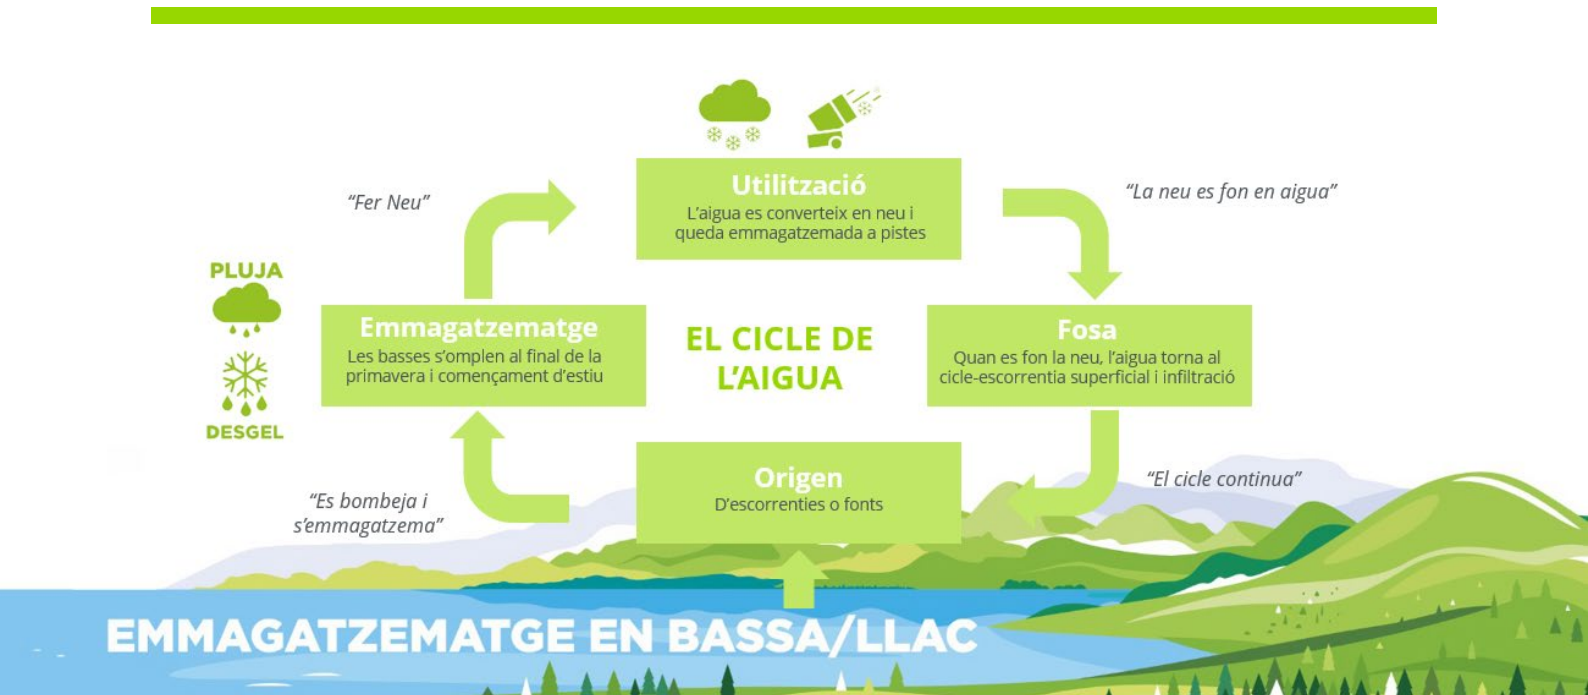 Utilització
L'aigua es converteix en neu i
queda emmagatzemada a pistes
“Fer Neu”
“La neu es fon en aigua”
PLUJA
DESGEL
Emmagatzematge
Les basses s'omplen al final de la
primavera i començament d'estiu
EL CICLE DE
L'AIGUA
Fosa
Quan es fon la neu, l'aigua torna al
cicle-escorrentia superficial i infiltració
“Es bombeja i
s'emmagatzema”
Origen
D'escorrenties o fonts
“El cicle continua”
EMMAGATZEMATGE EN BASSA/LLAC